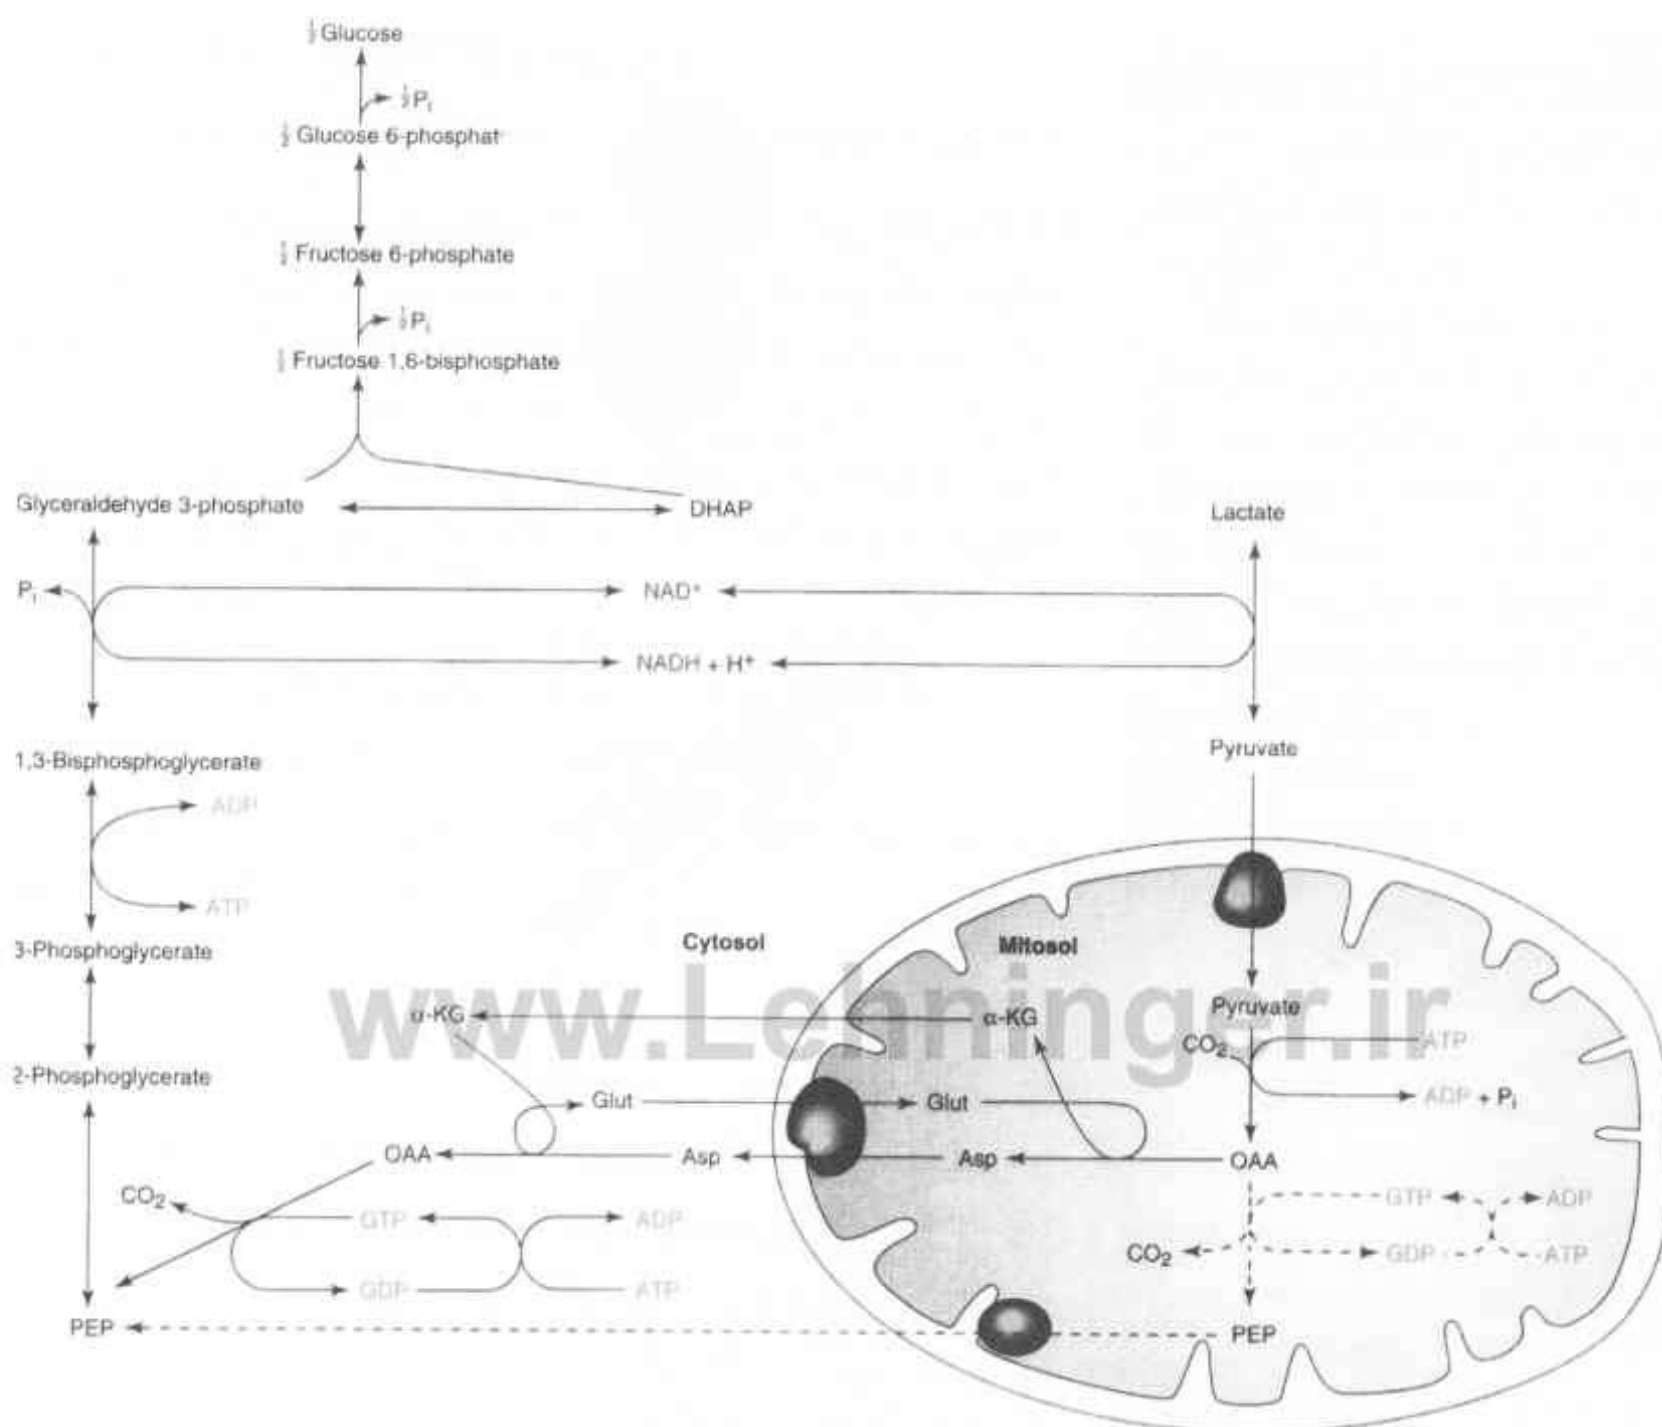 ½ Glucose
½ Pi
½ Glucose 6-phosphat
½ Fructose 6-phosphate
½ Pi
½ Fructose 1,6-bisphosphate
Glyceraldehyde 3-phosphate
DHAP
Lactate
Pi
NAD+
NADH + H+
1,3-Bisphosphoglycerate
Pyruvate
ADP
ATP
3-Phosphoglycerate
Cytosol
Mitosol
www.Lehninger.ir
α-KG
α-KG
Pyruvate
CO2
ATP
2-Phosphoglycerate
Glut
Glut
ADP + Pi
OAA
Asp
Asp
OAA
CO2
GTP
ADP
GTP
ADP
CO2
GDP
ATP
GDP
ATP
PEP
PEP